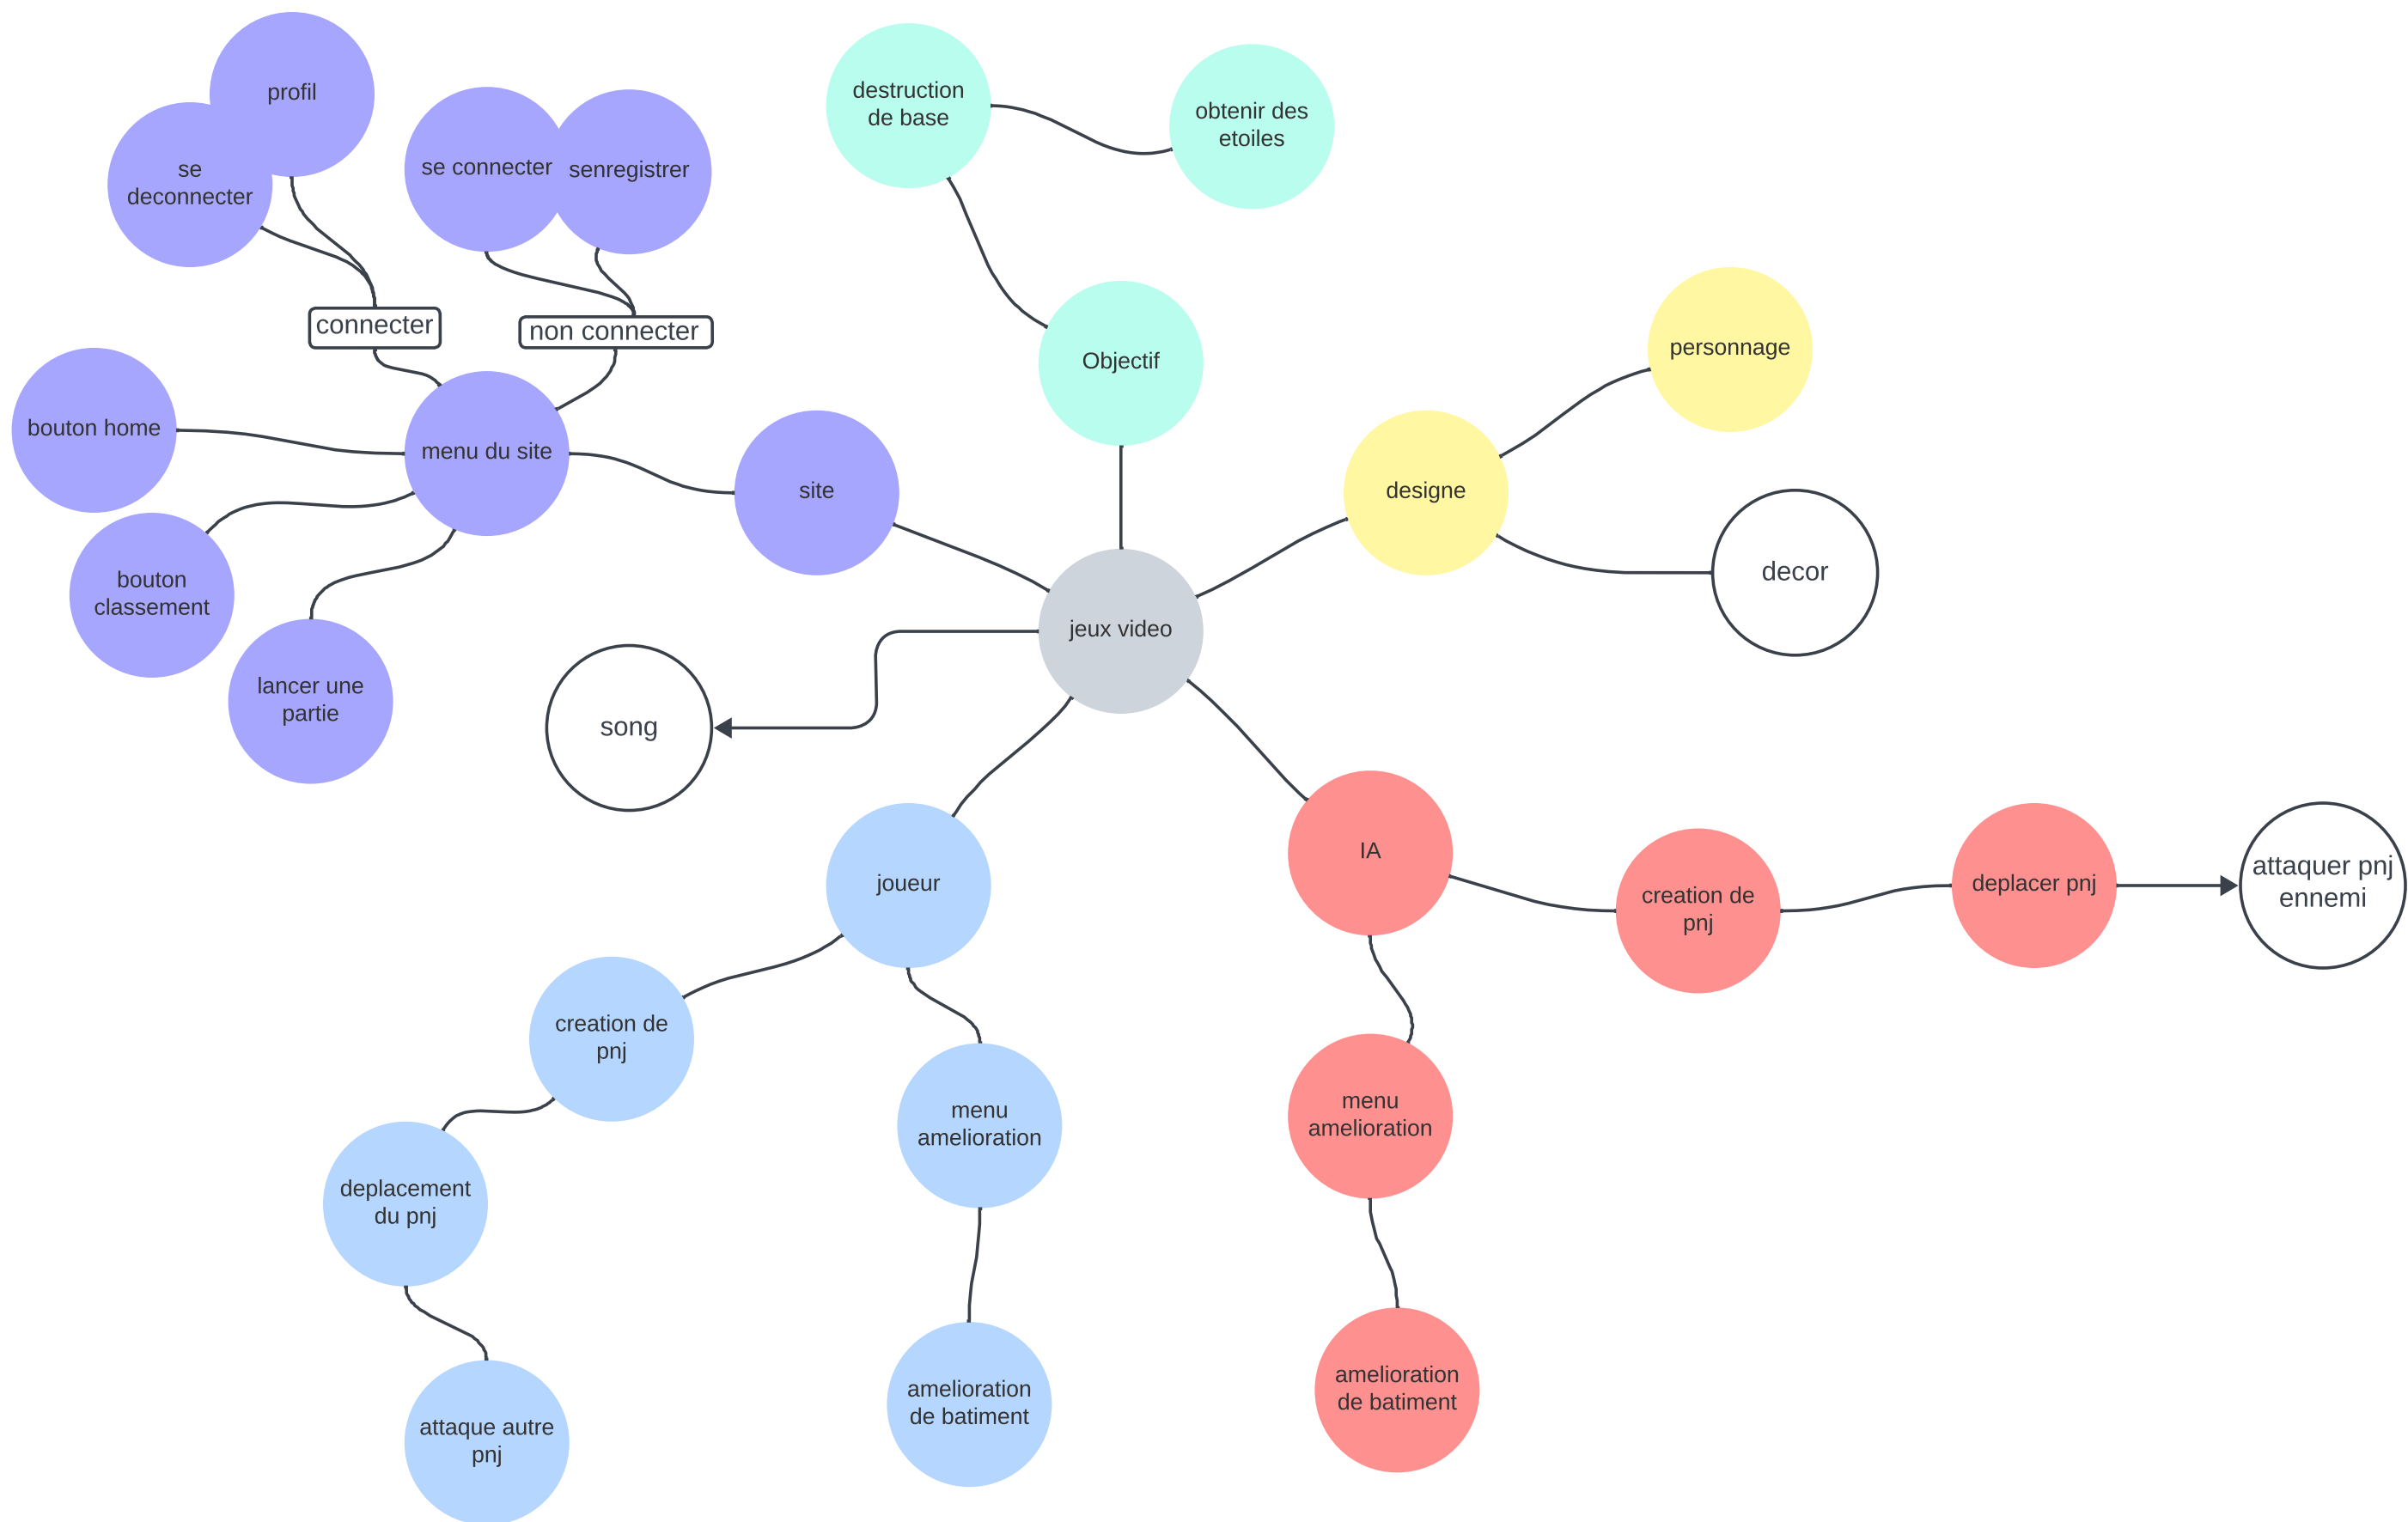 profil
se
deconnecter
se connecter
senregistrer
connecter
non connecter
bouton home
menu du site
bouton
classement
lancer une
partie
site
destruction
de base
obtenir des
etoiles
Objectif
personnage
designe
decor
jeux video
song
joueur
creation de
pnj
menu
amelioration
deplacement
du pnj
amelioration
de batiment
attaque autre
pnj
IA
creation de
pnj
deplacer pnj
attaquer pnj
ennemi
menu
amelioration
amelioration
de batiment